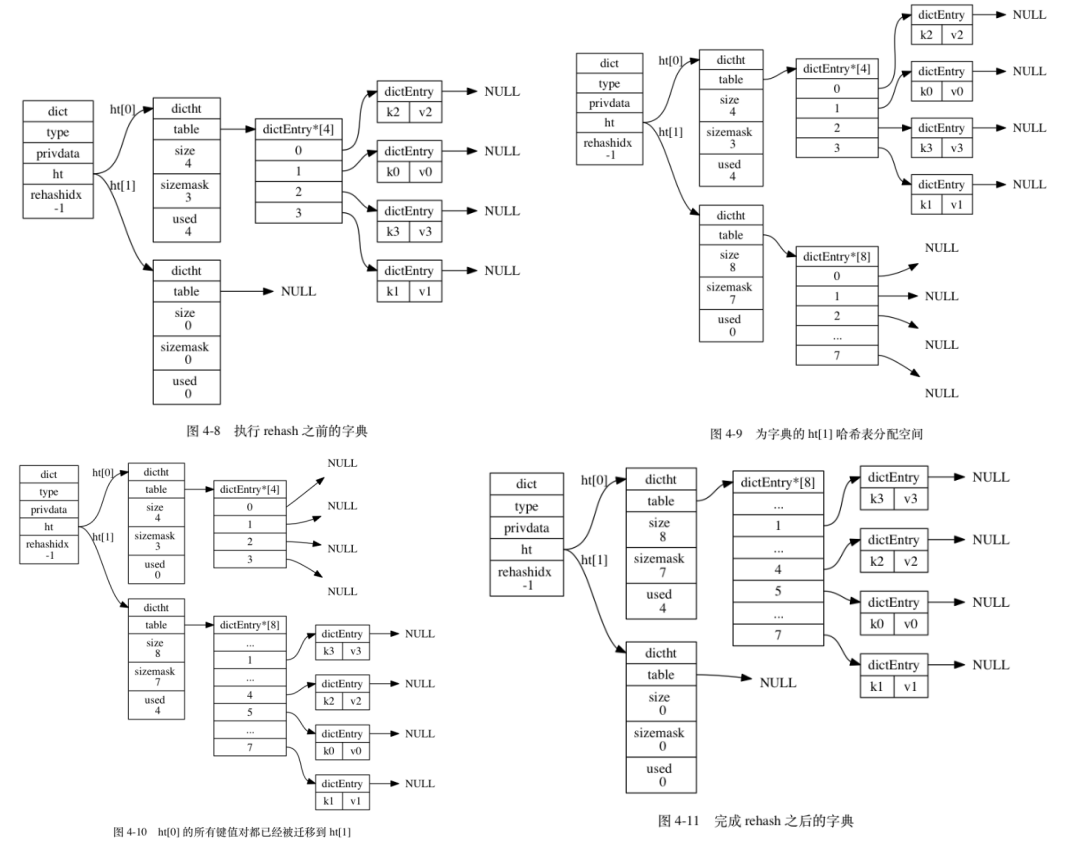 dict
type
privdata
ht
rehashidx
-1
ht[0]
ht[1]
dictht
table
size
4
sizemask
3
used
4
dictht
table
size
0
sizemask
0
used
0
dictEntry*[4]
0
1
2
3
NULL
dictEntry
k2 v2
NULL
dictEntry
k0 v0
NULL
dictEntry
k3 v3
NULL
dictEntry
k1 v1
NULL
图 4-8 执行 rehash 之前的字典
dict
type
privdata
ht
rehashidx
-1
ht[0]
ht[1]
dictht
table
size
4
sizemask
3
used
4
dictht
table
size
8
sizemask
7
used
0
dictEntry*[4]
0
1
2
3
dictEntry
k2 v2
NULL
dictEntry
k0 v0
NULL
dictEntry
k3 v3
NULL
dictEntry
k1 v1
NULL
dictEntry*[8]
0
1
2
...
7
NULL
NULL
NULL
NULL
图 4-9 为字典的 ht[1] 哈希表分配空间
dict
type
privdata
ht
rehashidx
-1
ht[0]
ht[1]
dictht
table
size
4
sizemask
3
used
0
dictht
table
size
8
sizemask
7
used
4
dictEntry*[4]
0
1
2
3
NULL
NULL
NULL
NULL
dictEntry*[8]
...
1
...
4
5
...
7
dictEntry
k3 v3
NULL
dictEntry
k2 v2
NULL
dictEntry
k0 v0
NULL
dictEntry
k1 v1
NULL
图 4-10 ht[0] 的所有键值对都已经被迁移到 ht[1]
dict
type
privdata
ht
rehashidx
-1
ht[0]
ht[1]
dictht
table
size
8
sizemask
7
used
4
dictht
table
size
0
sizemask
0
used
0
dictEntry*[8]
...
1
...
4
5
...
7
NULL
dictEntry
k3 v3
NULL
dictEntry
k2 v2
NULL
dictEntry
k0 v0
NULL
dictEntry
k1 v1
NULL
图 4-11 完成 rehash 之后的字典